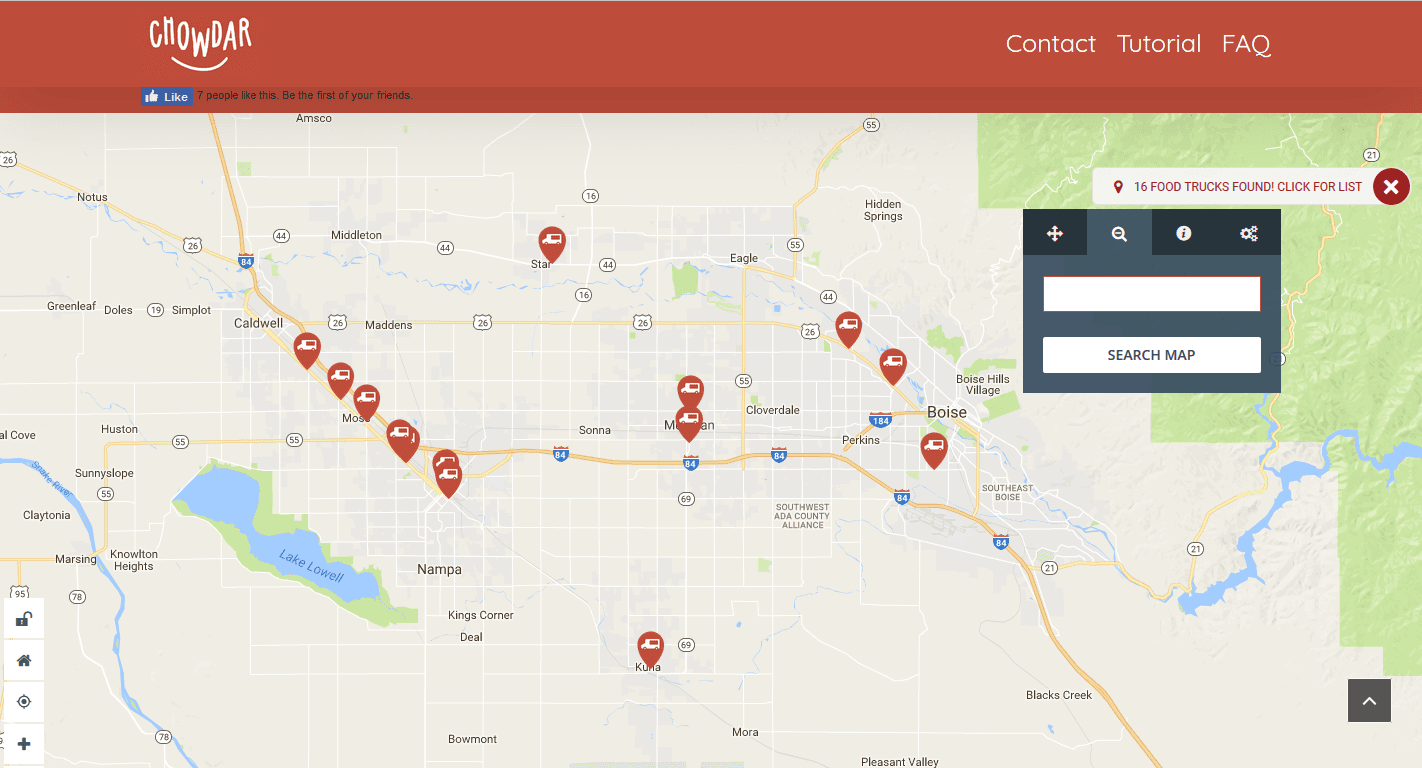 CHOWDAR
Contact Tutorial FAQ
Like 7 people like this. Be the first of your friends.
Amsco
55
26
21
16 FOOD TRUCKS FOUND! CLICK FOR LIST
Notus
16
Hidden
Springs
44
Middleton
26
44
55
Eagle
84
Star
44
16
44
Greenleaf
Doles
19
Simplot
Caldwell
26
Maddens
26
26
26
SEARCH MAP
55
Boise Hills
Village
Moss
Cloverdale
Boise
184
al Cove
Huston
55
55
Sonna
Perkins
84
84
84
Sunnyslope
Snake River
55
69
84
SOUTHEAST
BOISE
SOUTHWEST
ADA COUNTY
ALLIANCE
Claytonia
84
21
Marsing
Knowlton
Heights
Lake Lowell
Nampa
21
95
78
Kings Corner
Deal
69
Kuna
Blacks Creek
78
Bowmont
Mora
Pleasant Valley